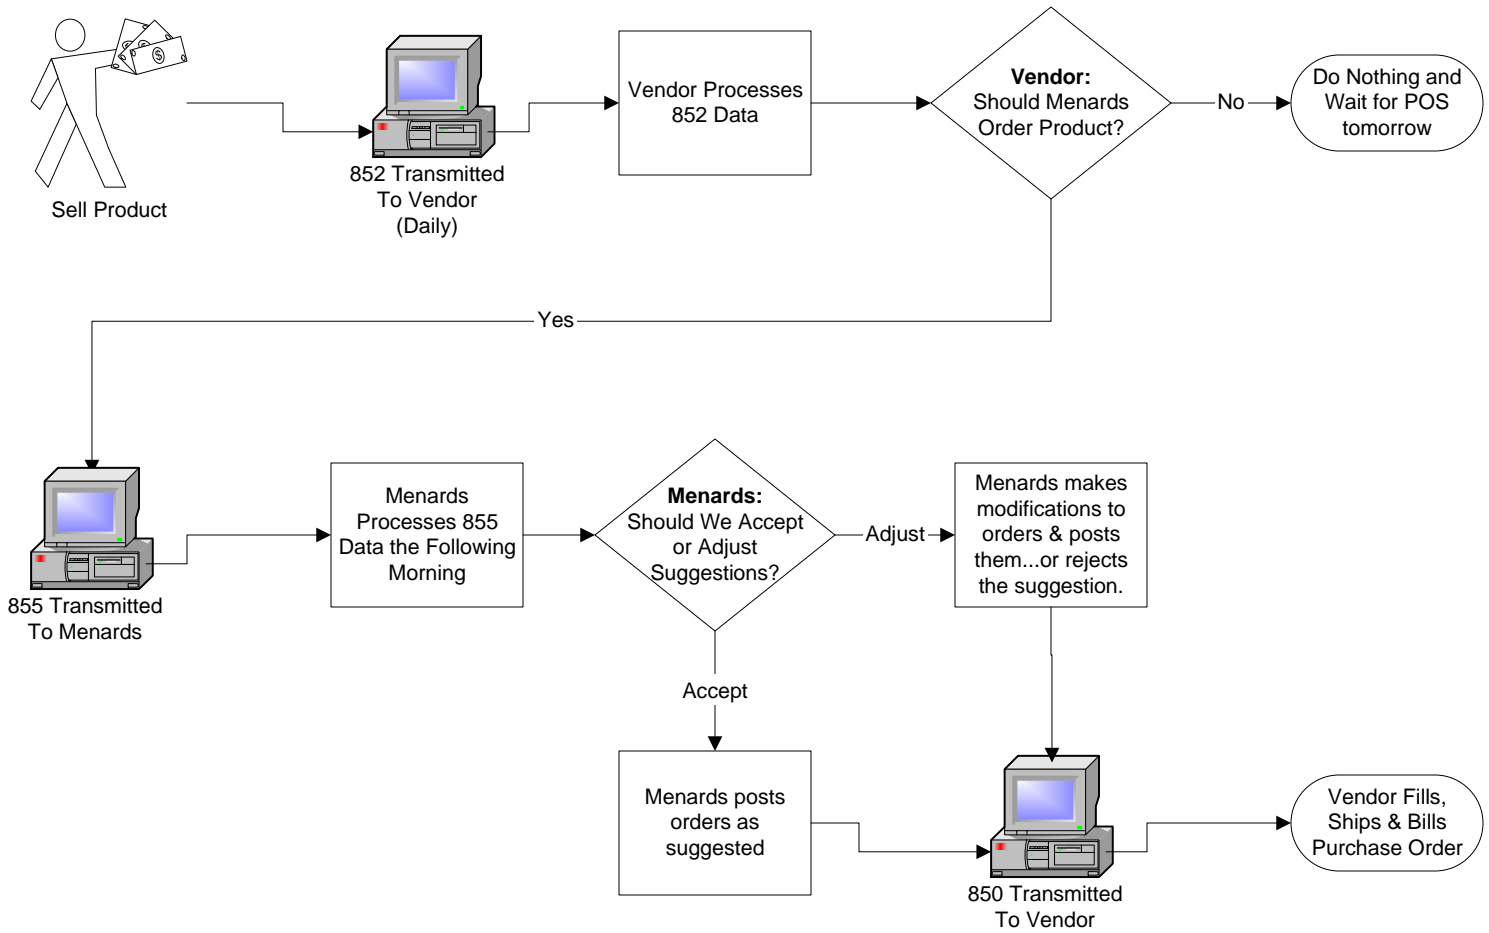 Sell Product
852 Transmitted
To Vendor
(Daily)
Vendor Processes
852 Data
Vendor:
Should Menards
Order Product?
No
Do Nothing and
Wait for POS
tomorrow
Yes
855 Transmitted
To Menards
Menards
Processes 855
Data the Following
Morning
Menards:
Should We Accept
or Adjust
Suggestions?
Adjust
Menards makes
modifications to
orders & posts
them...or rejects
the suggestion.
Accept
Menards posts
orders as
suggested
850 Transmitted
To Vendor
Vendor Fills,
Ships & Bills
Purchase Order